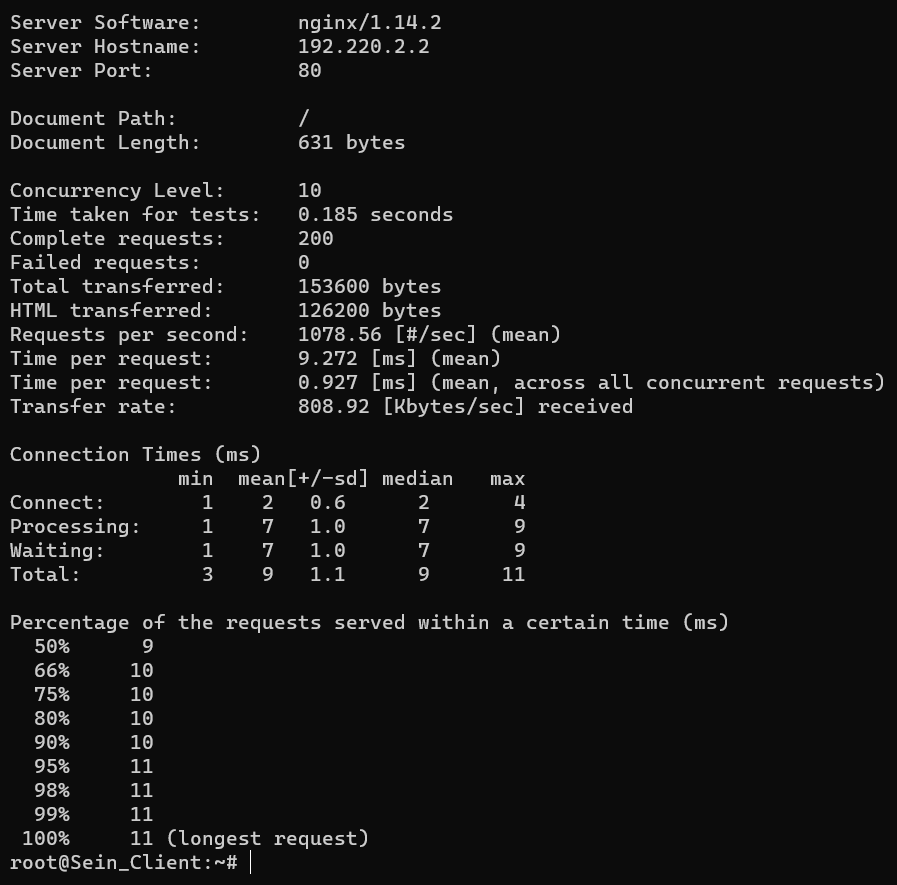 Server Software:        nginx/1.14.2
Server Hostname:        192.220.2.2
Server Port:            80

Document Path:          /
Document Length:        631 bytes

Concurrency Level:      10
Time taken for tests:   0.185 seconds
Complete requests:      200
Failed requests:        0
Total transferred:      153600 bytes
HTML transferred:       126200 bytes
Requests per second:    1078.56 [#/sec] (mean)
Time per request:       9.272 [ms] (mean)
Time per request:       0.927 [ms] (mean, across all concurrent requests)
Transfer rate:          808.92 [Kbytes/sec] received

Connection Times (ms)
              min  mean[+/-sd] median   max
Connect:        1    2   0.6      2       4
Processing:     1    7   1.0      7       9
Waiting:        1    7   1.0      7       9
Total:          3    9   1.1      9      11

Percentage of the requests served within a certain time (ms)
  50%      9
  66%     10
  75%     10
  80%     10
  90%     10
  95%     11
  98%     11
  99%     11
 100%     11 (longest request)
root@Sein_Client:~#